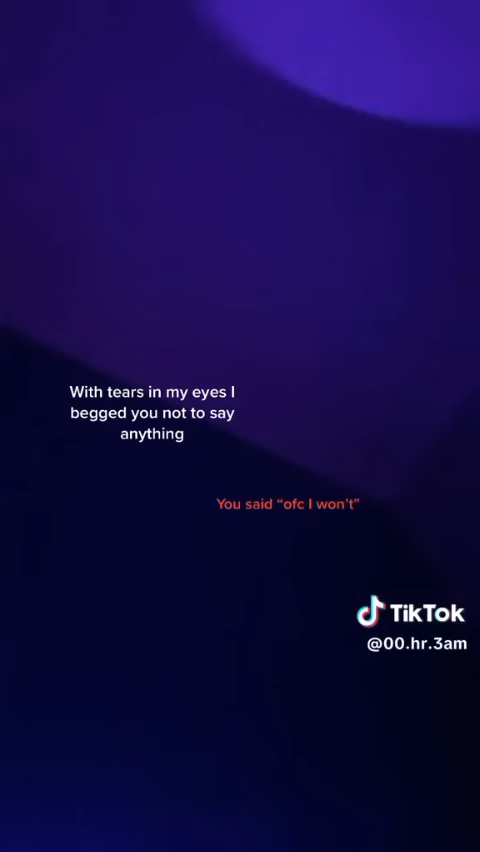 With tears in my eyes I
begged you not to say
anything
You said “ofc I won’t”
TikTok
@00.hr.3am